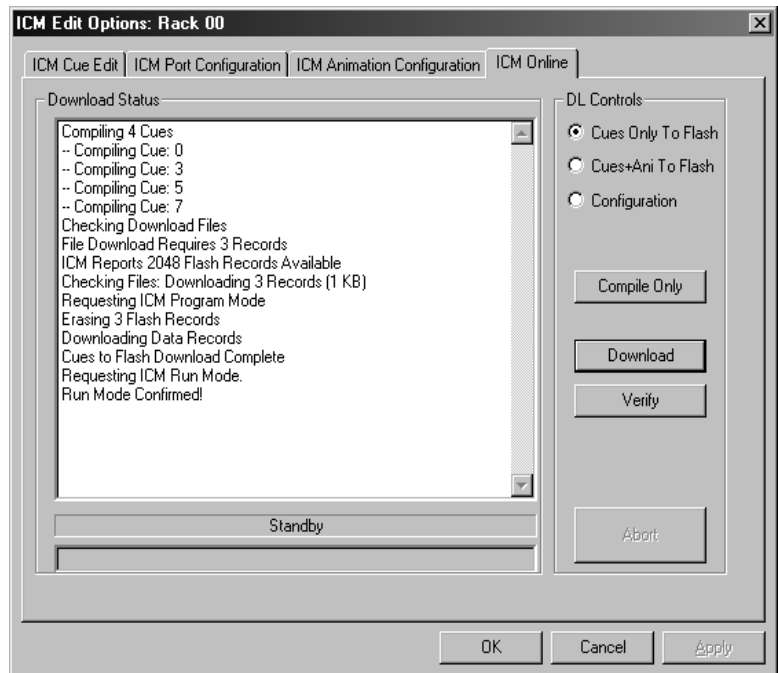 ICM Edit Options: Rack 00
ICM Cue Edit
ICM Port Configuration
ICM Animation Configuration
ICM Online
Download Status
Compiling 4 Cues
-- Compiling Cue: 0
-- Compiling Cue: 3
-- Compiling Cue: 5
-- Compiling Cue: 7
Checking Download Files
File Download Requires 3 Records
ICM Reports 2048 Flash Records Available
Checking Files: Downloading 3 Records (1 KB)
Requesting ICM Program Mode
Erasing 3 Flash Records
Downloading Data Records
Cues to Flash Download Complete
Requesting ICM Run Mode.
Run Mode Confirmed!
Standby
DL Controls
Cues Only To Flash
Cues+Ani To Flash
Configuration
Compile Only
Download
Verify
Abort
OK
Cancel
Apply